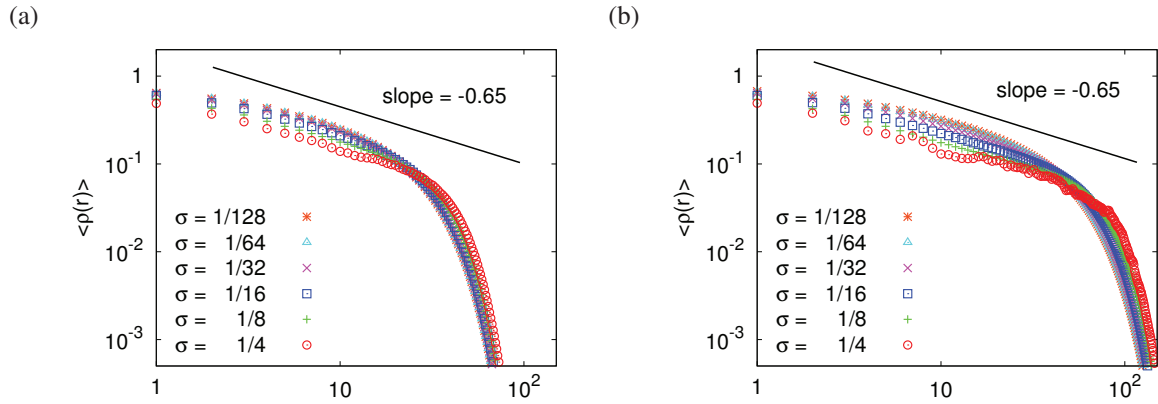 (a)
<ρ(r)>
1
10⁻¹
10⁻²
10⁻³
slope = -0.65
σ = 1/128
σ = 1/64
σ = 1/32
σ = 1/16
σ = 1/8
σ = 1/4
1
10
10²
(b)
<ρ(r)>
1
10⁻¹
10⁻²
10⁻³
slope = -0.65
σ = 1/128
σ = 1/64
σ = 1/32
σ = 1/16
σ = 1/8
σ = 1/4
1
10
10²